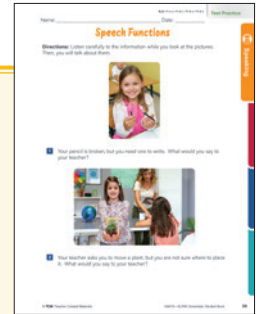 Test Practice
Name: Date:
Speech Functions
Speaking
Directions: Listen carefully to the information while you look at the pictures.
Then, you will talk about them.
1 Your pencil is broken, but you need one to write. What would you say to
your teacher?
2 Your teacher asks you to move a plant, but you are not sure where to place
it. What would you say to your teacher?